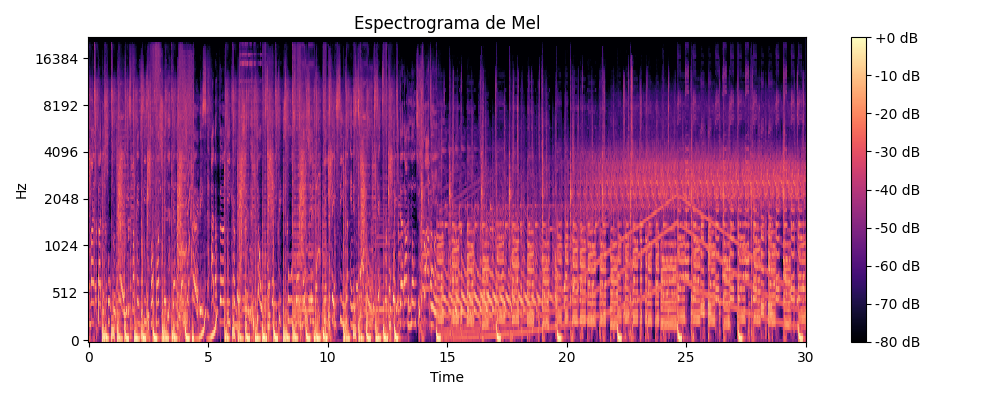 Espectrograma de Mel
Hz
16384
8192
4096
2048
1024
512
0
0 5 10 15 20 25 30
Time
+0 dB
-10 dB
-20 dB
-30 dB
-40 dB
-50 dB
-60 dB
-70 dB
-80 dB